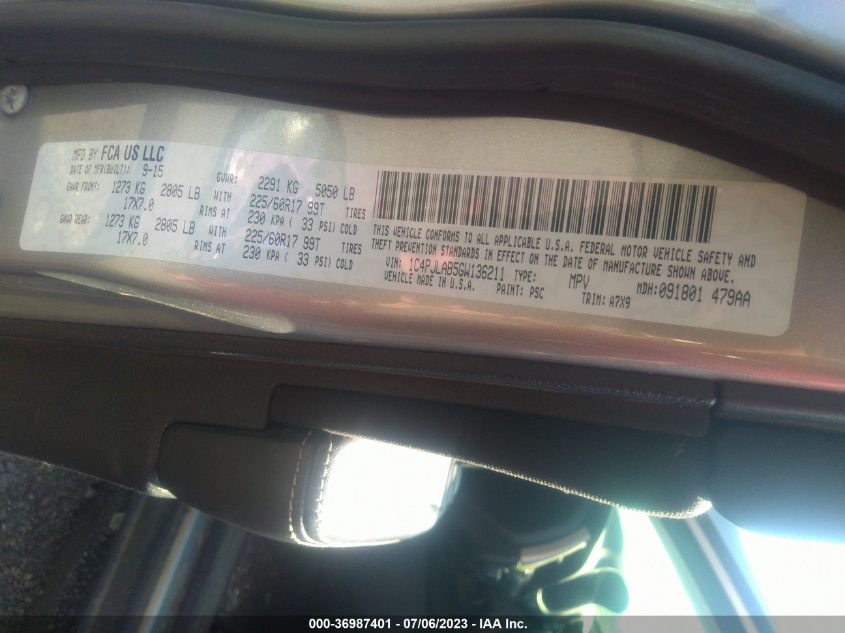 MFD BY FCA US LLC
DATE OF MFR(BUILT): 9-15 GVWR: 2291 KG 5050 LB
GAWR FRONT: 1273 KG 2805 LB WITH 225/60R17 99T TIRES
17X7.0 RIMS AT 230 KPA ( 33 PSI) COLD
GAWR REAR: 1273 KG 2805 LB WITH 225/60R17 99T TIRES
17X7.0 RIMS AT 230 KPA ( 33 PSI) COLD
THIS VEHICLE CONFORMS TO ALL APPLICABLE U.S.A. FEDERAL MOTOR VEHICLE SAFETY AND
THEFT PREVENTION STANDARDS IN EFFECT ON THE DATE OF MANUFACTURE SHOWN ABOVE.
VIN: 1C4PJLAB5GW136211 TYPE: MPV MDH: 091801 479AA
VEHICLE MADE IN U.S.A. PAINT: PSC TRIM: A7X9
000-36987401 - 07/06/2023 - IAA Inc.